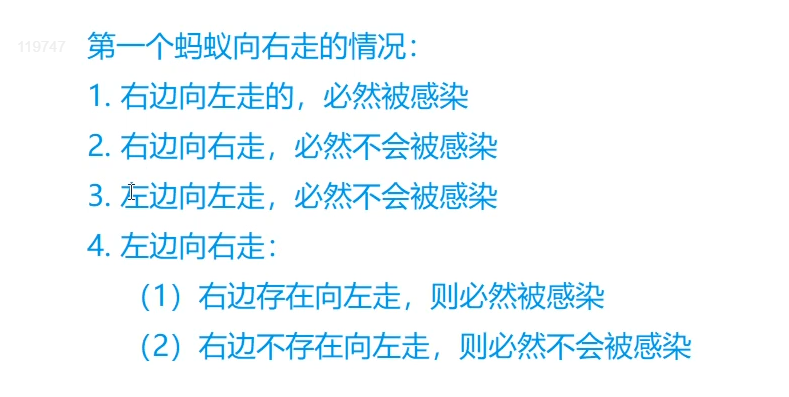 119747
第一个蚂蚁向右走的情况：
1. 右边向左走的，必然被感染
2. 右边向右走，必然不会被感染
3. 左边向左走，必然不会被感染
4. 左边向右走：
（1）右边存在向左走，则必然被感染
（2）右边不存在向左走，则必然不会被感染